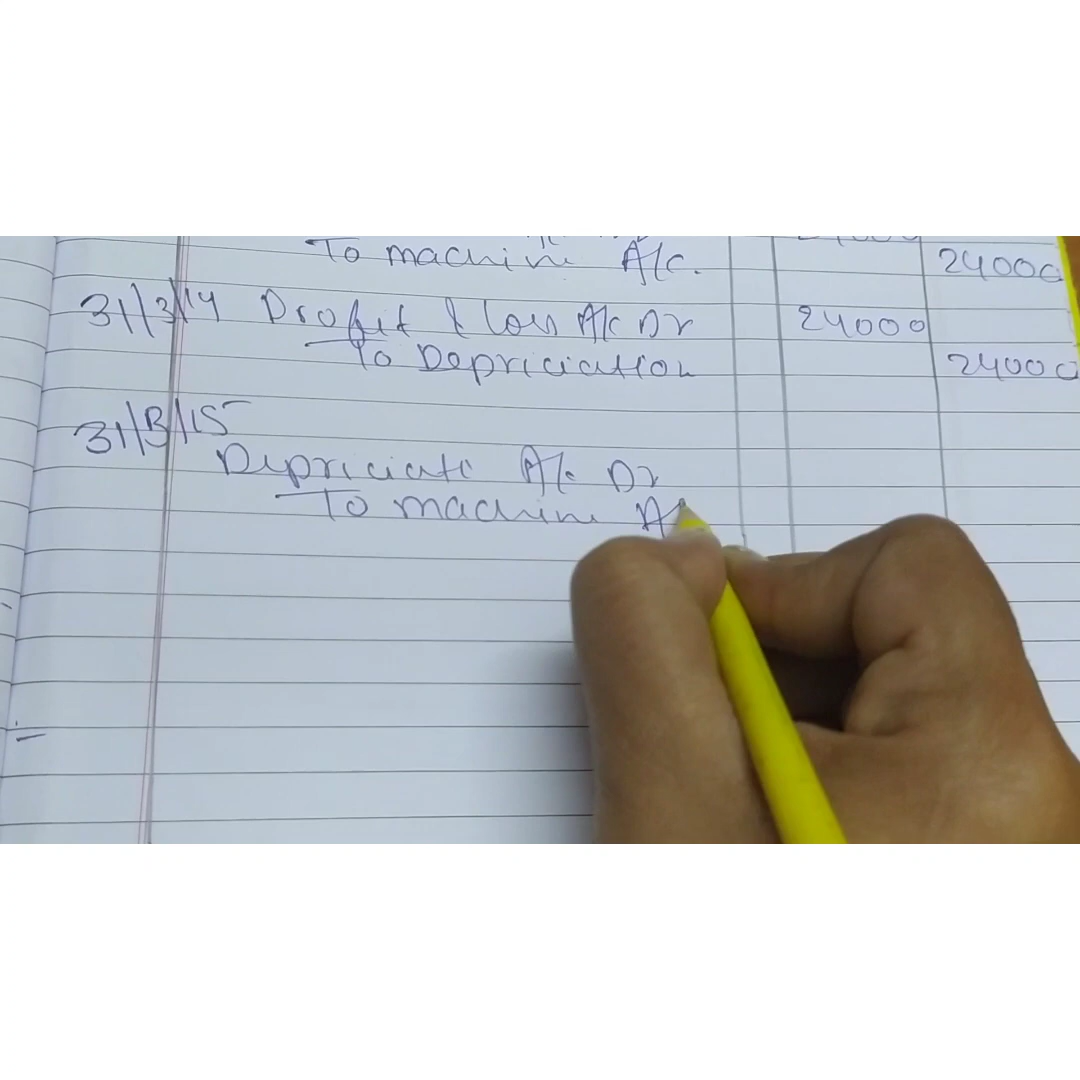 To machine A/c. 24000
31/3/14 Profit & Loss A/c Dr 24000
To Depriciation 24000
31/3/15
Depriciate A/c Dr
To machine A